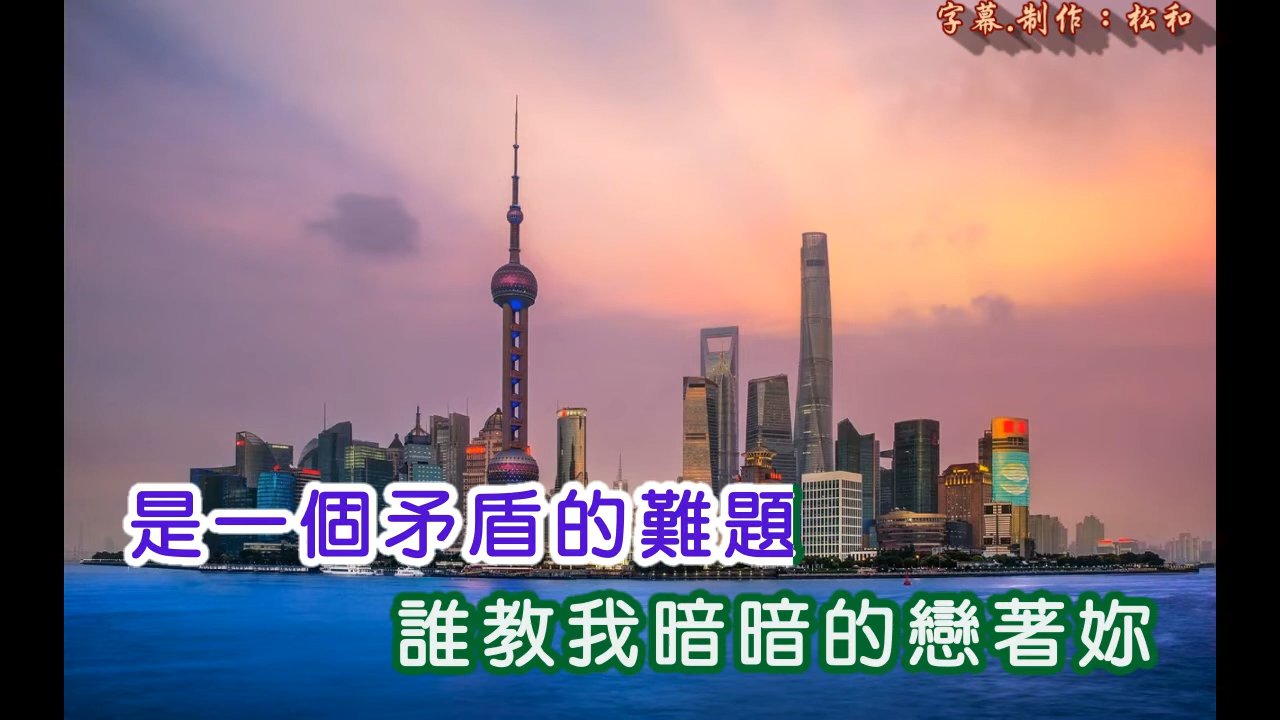 字幕.制作：松和
是一個矛盾的難題
誰教我暗暗的戀著妳